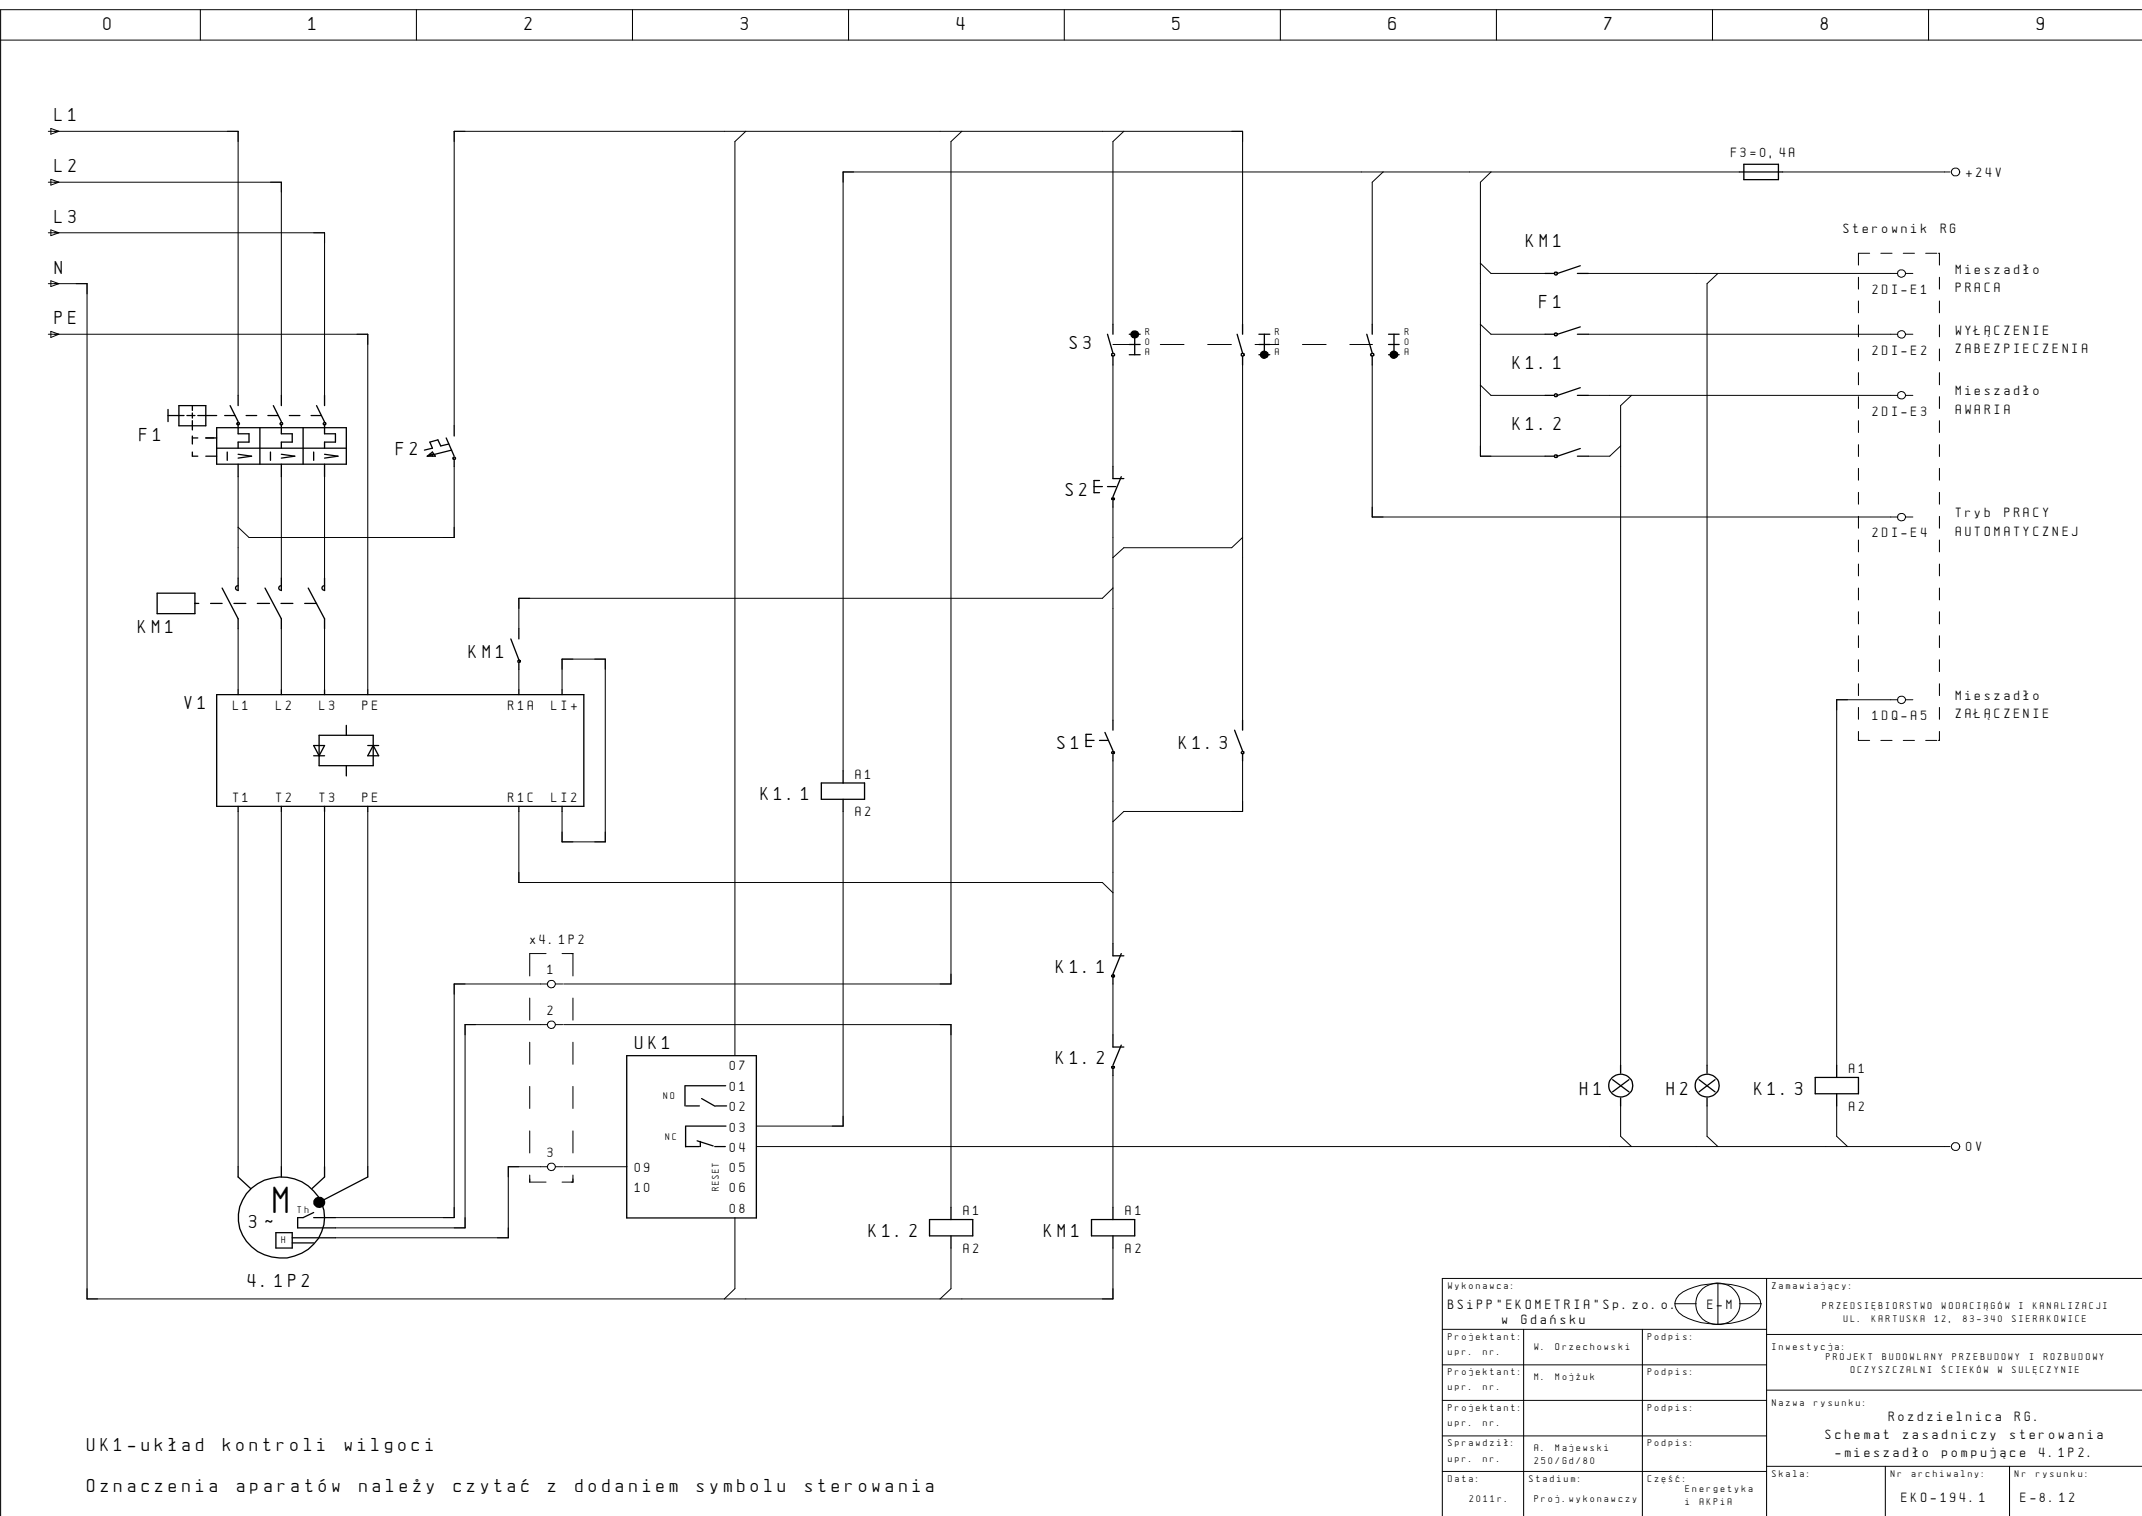 0 1 2 3 4 5 6 7 8 9
L1
L2
L3
N
PE
F3=0,4A
+24V
Sterownik RG
KM1
2DI-E1
Mieszadło
PRACA
F1
2DI-E2
WYŁĄCZENIE
ZABEZPIECZENIA
K1.1
2DI-E3
Mieszadło
AWARIA
K1.2
2DI-E4
Tryb PRACY
AUTOMATYCZNEJ
1DQ-A5
Mieszadło
ZAŁĄCZENIE
S3
R
0
A
R
0
A
R
0
A
F1
I > I > I >
F2
S2
KM1
KM1
V1
L1 L2 L3 PE R1A LI+
T1 T2 T3 PE R1C LI2
S1
K1.3
K1.1
A1
A2
x4.1P2
1
2
3
K1.1
K1.2
UK1
07
01
NO
02
03
NC
04
09
05
10
06
RESET
08
M
3 ~
Th
H
4.1P2
K1.2
A1
A2
KM1
A1
A2
H1
H2
K1.3
A1
A2
0V
UK1-układ kontroli wilgoci
Oznaczenia aparatów należy czytać z dodaniem symbolu sterowania
Wykonawca:
BSiPP"EKOMETRIA"Sp.zo.o.
w Gdańsku
E-M
Zamawiający:
PRZEDSIĘBIORSTWO WODACIĄGÓW I KANALIZACJI
UL. KARTUSKA 12, 83-340 SIERAKOWICE
Projektant:
upr. nr.
W. Orzechowski
Podpis:
Projektant:
upr. nr.
M. Mojżuk
Podpis:
Projektant:
upr. nr.
Podpis:
Sprawdził:
upr. nr.
A. Majewski
250/Gd/80
Podpis:
Data:
2011r.
Stadium:
Proj.wykonawczy
Część:
Energetyka
i AKPiA
Inwestycja:
PROJEKT BUDOWLANY PRZEBUDOWY I ROZBUDOWY
OCZYSZCZALNI ŚCIEKÓW W SULĘCZYNIE
Nazwa rysunku:
Rozdzielnica RG.
Schemat zasadniczy sterowania
-mieszadło pompujące 4.1P2.
Skala:
Nr archiwalny:
EKO-194.1
Nr rysunku:
E-8.12